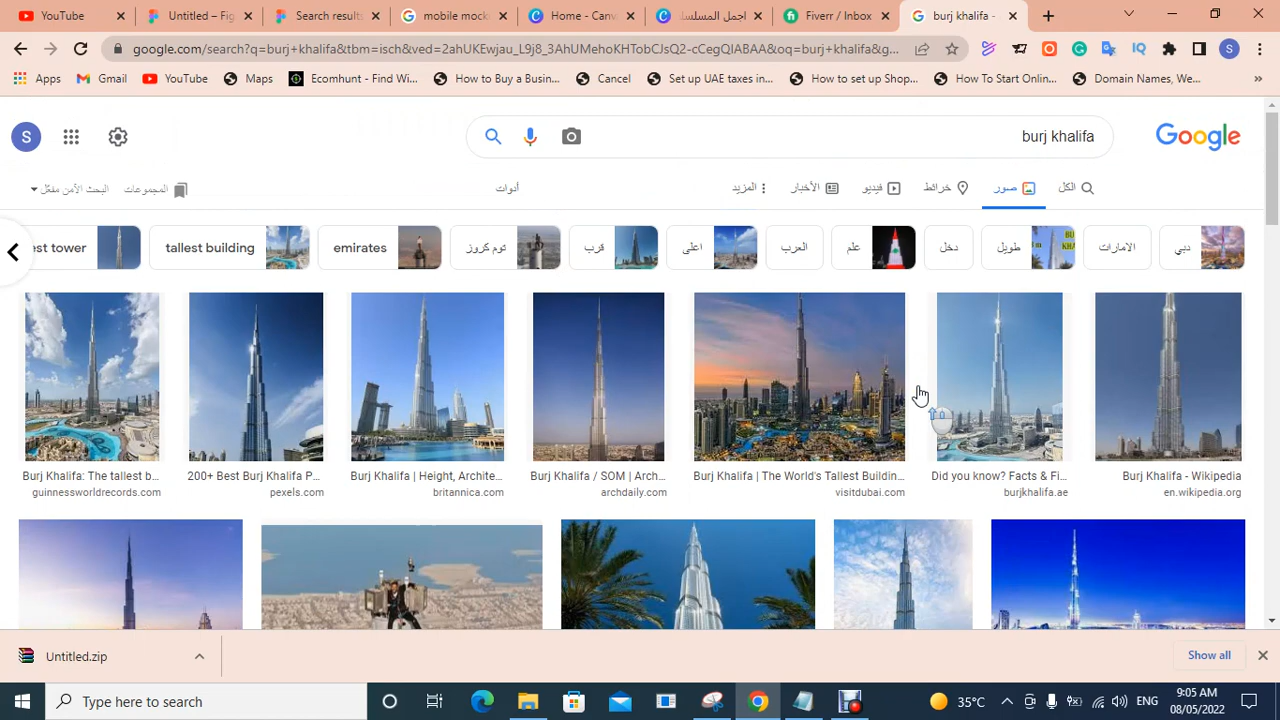 YouTube
Untitled – Fig
Search results
mobile mock
Home - Canv
اجمل المسلسلا
Fiverr / Inbox
burj khalifa -
google.com/search?q=burj+khalifa&tbm=isch&ved=2ahUKEwjau_L9j8_3AhUMehoKHTobCJsQ2-cCegQIABAA&oq=burj+khalifa&g...
S
Apps
Gmail
YouTube
Maps
Ecomhunt - Find Wi...
How to Buy a Busin...
Cancel
Set up UAE taxes in...
How to set up Shop...
How To Start Onlin...
Domain Names, We...
S
burj khalifa
Google
الكل
صور
خرائط
فيديو
الأخبار
المزيد
أدوات
المجموعات
البحث الآمن مفعّل
دبي
الامارات
طويل
دخل
علم
العرب
اعلى
قرب
توم كروز
emirates
tallest building
est tower
Burj Khalifa: The tallest b...
guinnessworldrecords.com
200+ Best Burj Khalifa P...
pexels.com
Burj Khalifa | Height, Archite...
britannica.com
Burj Khalifa / SOM | Arch...
archdaily.com
Burj Khalifa | The World's Tallest Buildin...
visitdubai.com
Did you know? Facts & Fi...
burjkhalifa.ae
Burj Khalifa - Wikipedia
en.wikipedia.org
Untitled.zip
Show all
Type here to search
35°C
ENG
9:05 AM
08/05/2022